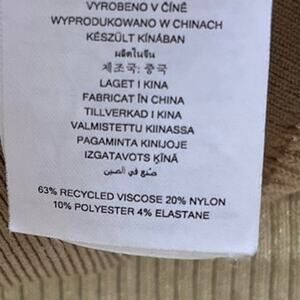 VYROBENO V ČÍNĚ
WYPRODUKOWANO W CHINACH
KÉSZÜLT KÍNÁBAN
ผลิตในจีน
제조국: 중국
LAGET I KINA
FABRICAT ÎN CHINA
TILLVERKAD I KINA
VALMISTETTU KIINASSA
PAGAMINTA KINIJOJE
IZGATAVOTS ĶĪNĀ
صُنع في الصين
63% RECYCLED VISCOSE 20% NYLON
10% POLYESTER 4% ELASTANE